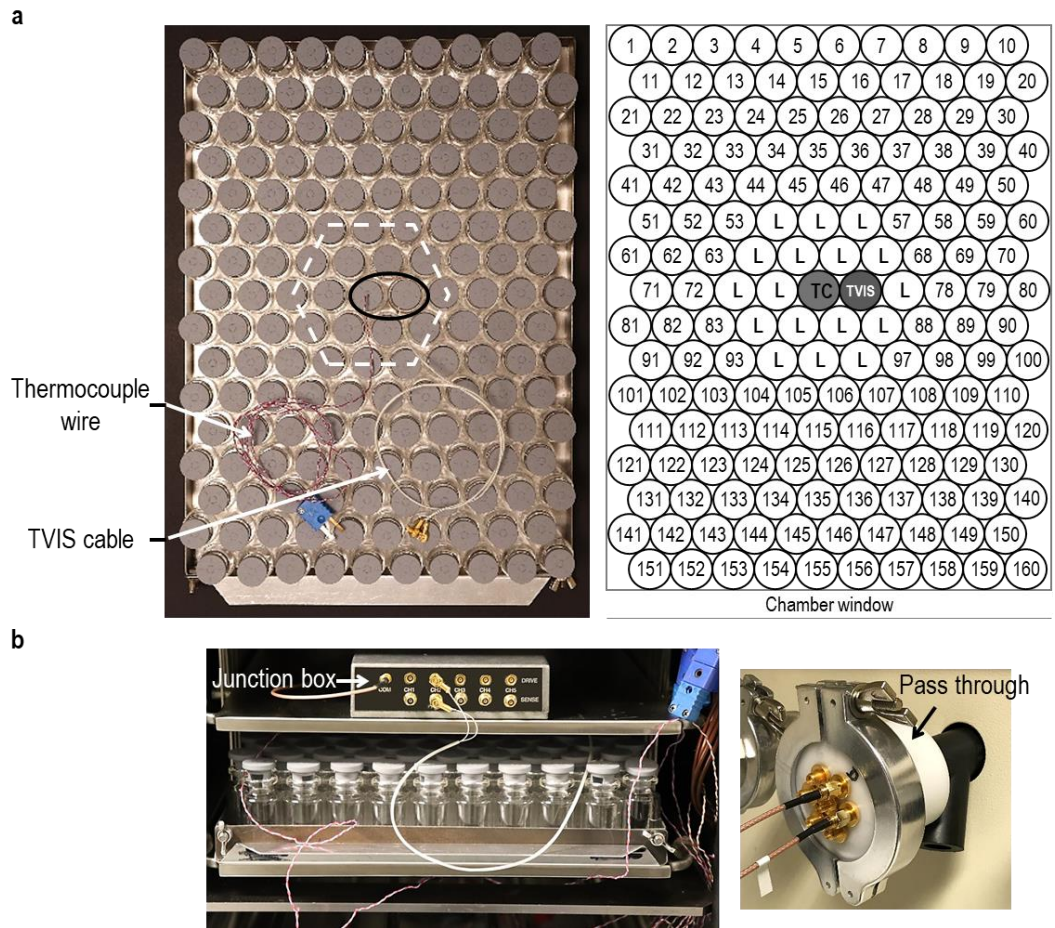 a
1 2 3 4 5 6 7 8 9 10
11 12 13 14 15 16 17 18 19 20
21 22 23 24 25 26 27 28 29 30
31 32 33 34 35 36 37 38 39 40
41 42 43 44 45 46 47 48 49 50
51 52 53 L L L 57 58 59 60
61 62 63 L L L L 68 69 70
71 72 L L TC TVIS L 78 79 80
81 82 83 L L L L 88 89 90
91 92 93 L L L 97 98 99 100
101 102 103 104 105 106 107 108 109 110
111 112 113 114 115 116 117 118 119 120
121 122 123 124 125 126 127 128 129 130
131 132 133 134 135 136 137 138 139 140
141 142 143 144 145 146 147 148 149 150
151 152 153 154 155 156 157 158 159 160
Chamber window
Thermocouple
wire
TVIS cable
b
Junction box
DRIVE
COM CH1 CH2 CH3 CH4 CH5
SENSE
Pass through